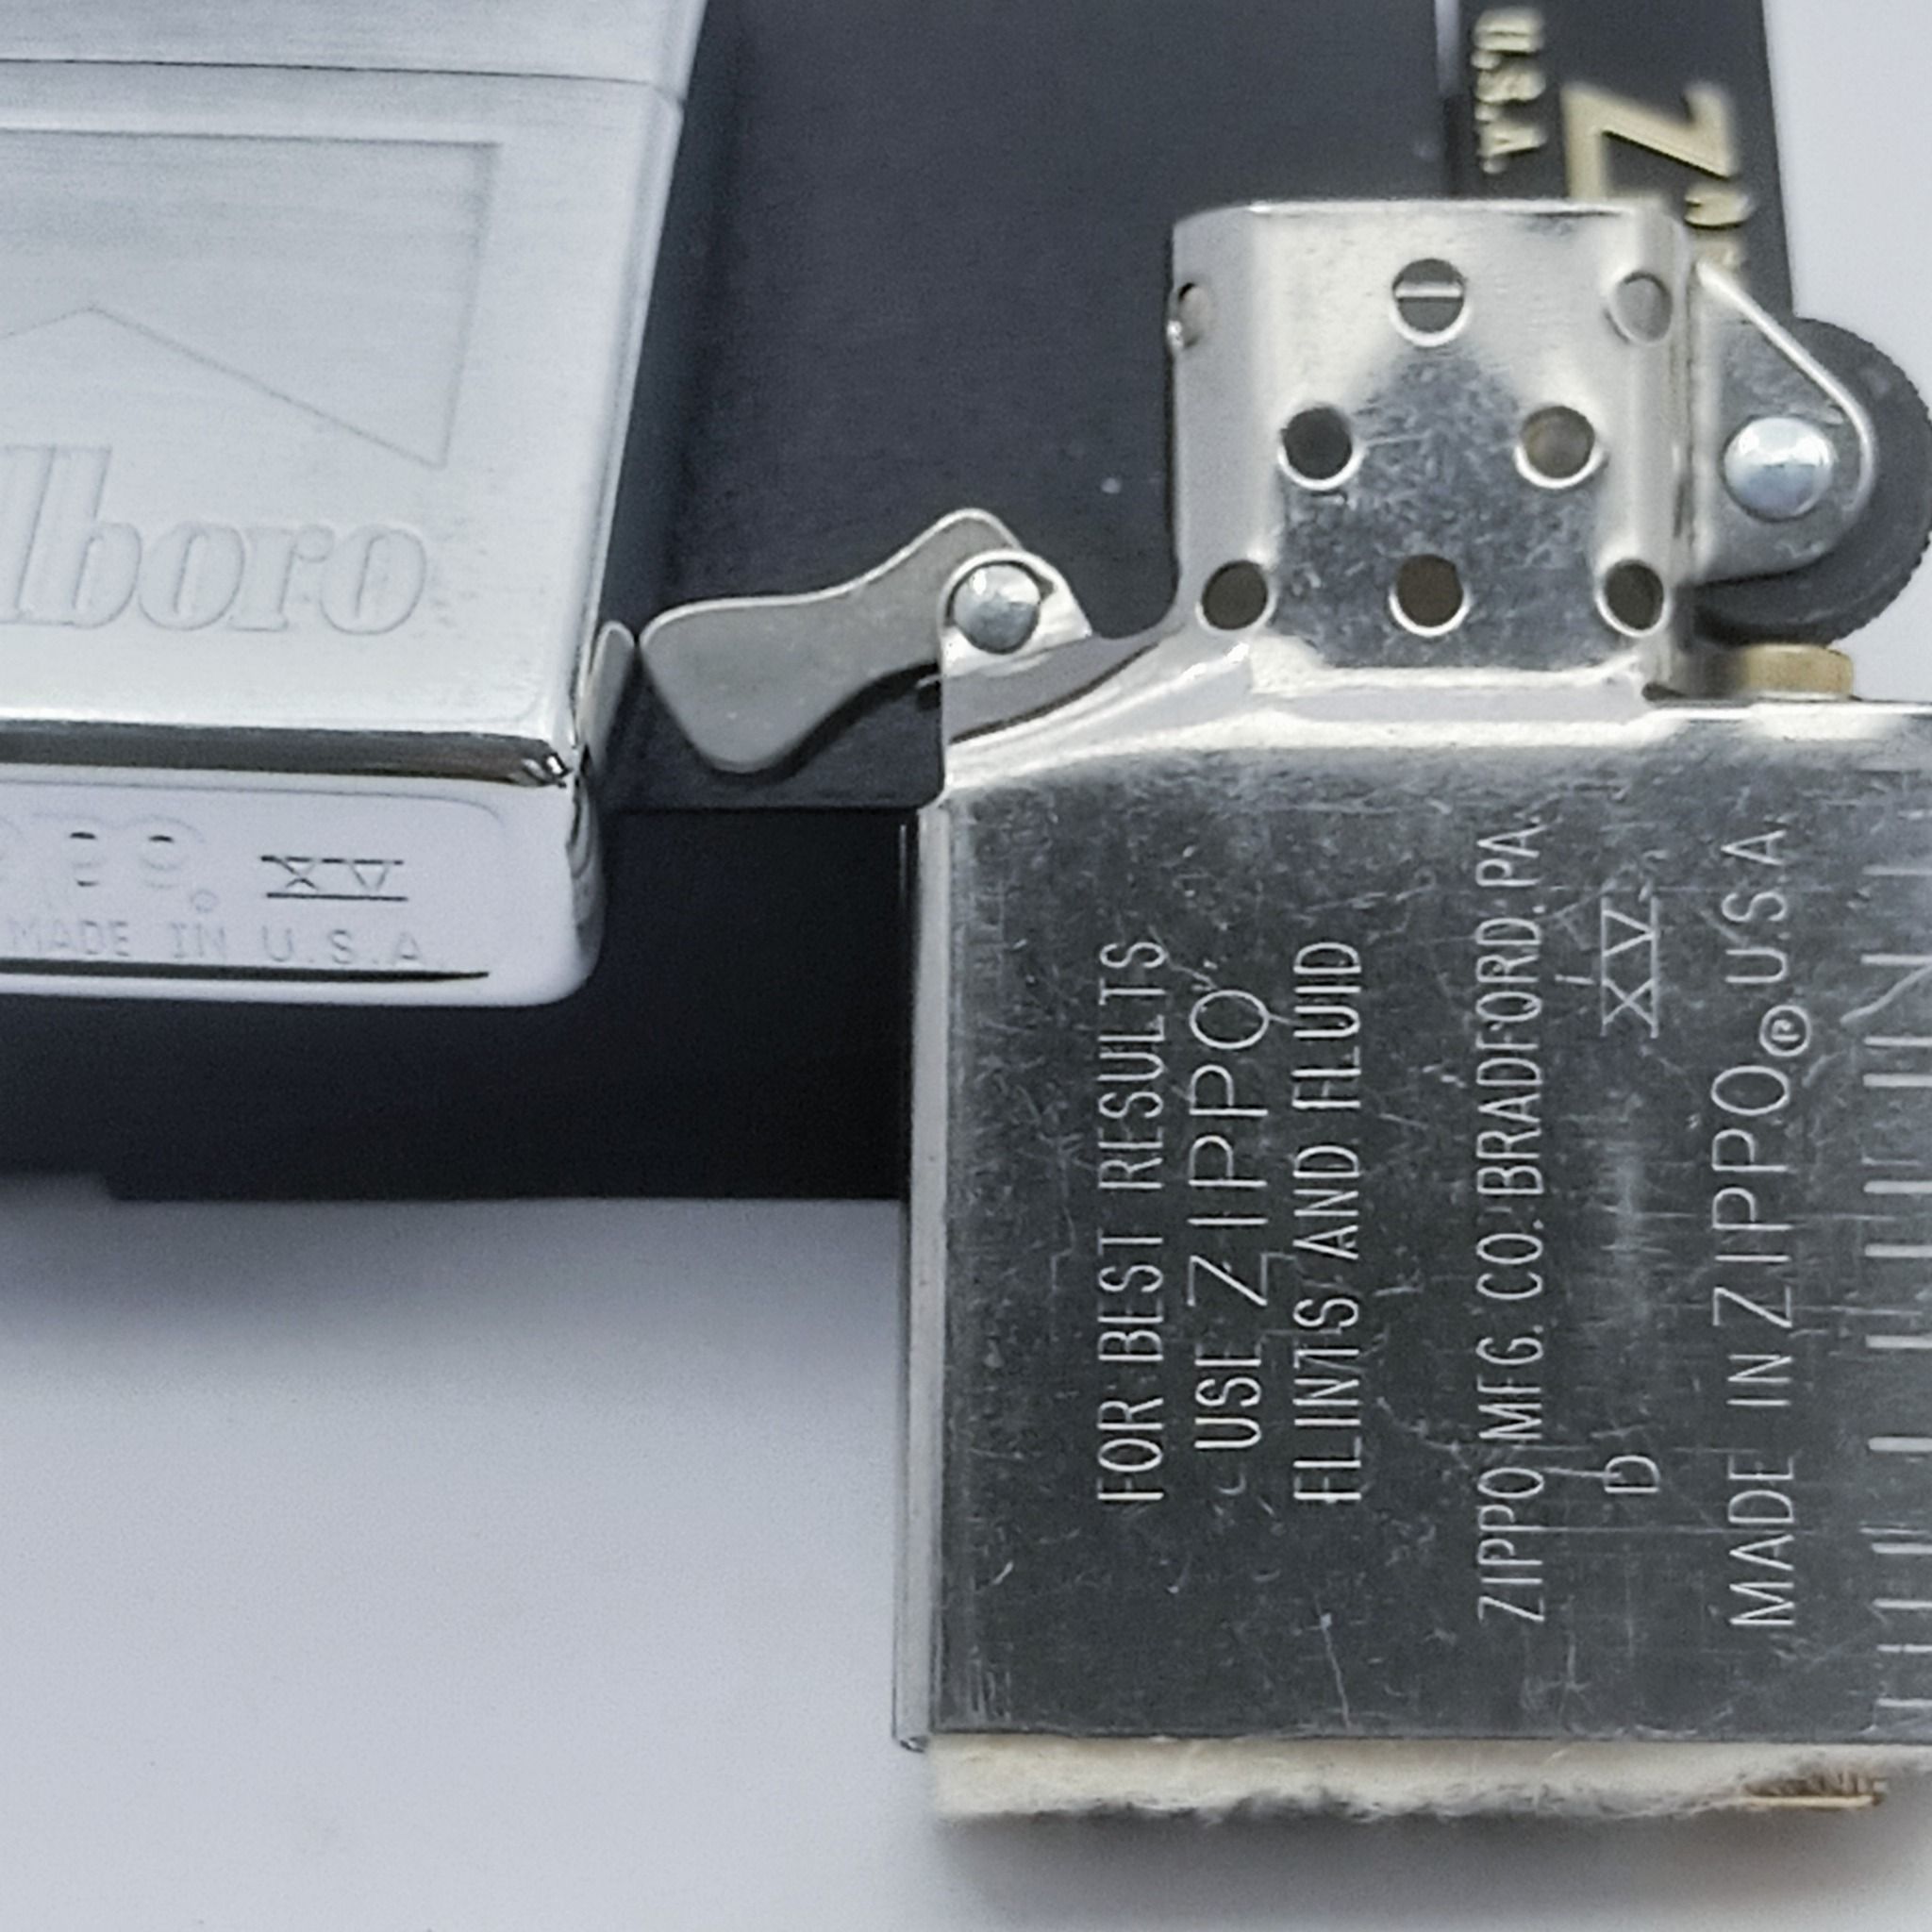 U.S.A.
lboro
XV
MADE IN U.S.A
FOR BEST RESULTS
USE ZIPPO
FLINTS AND FLUID
ZIPPO MFG. CO. BRADFORD. PA.
D XV
MADE IN ZIPPO® U.S.A